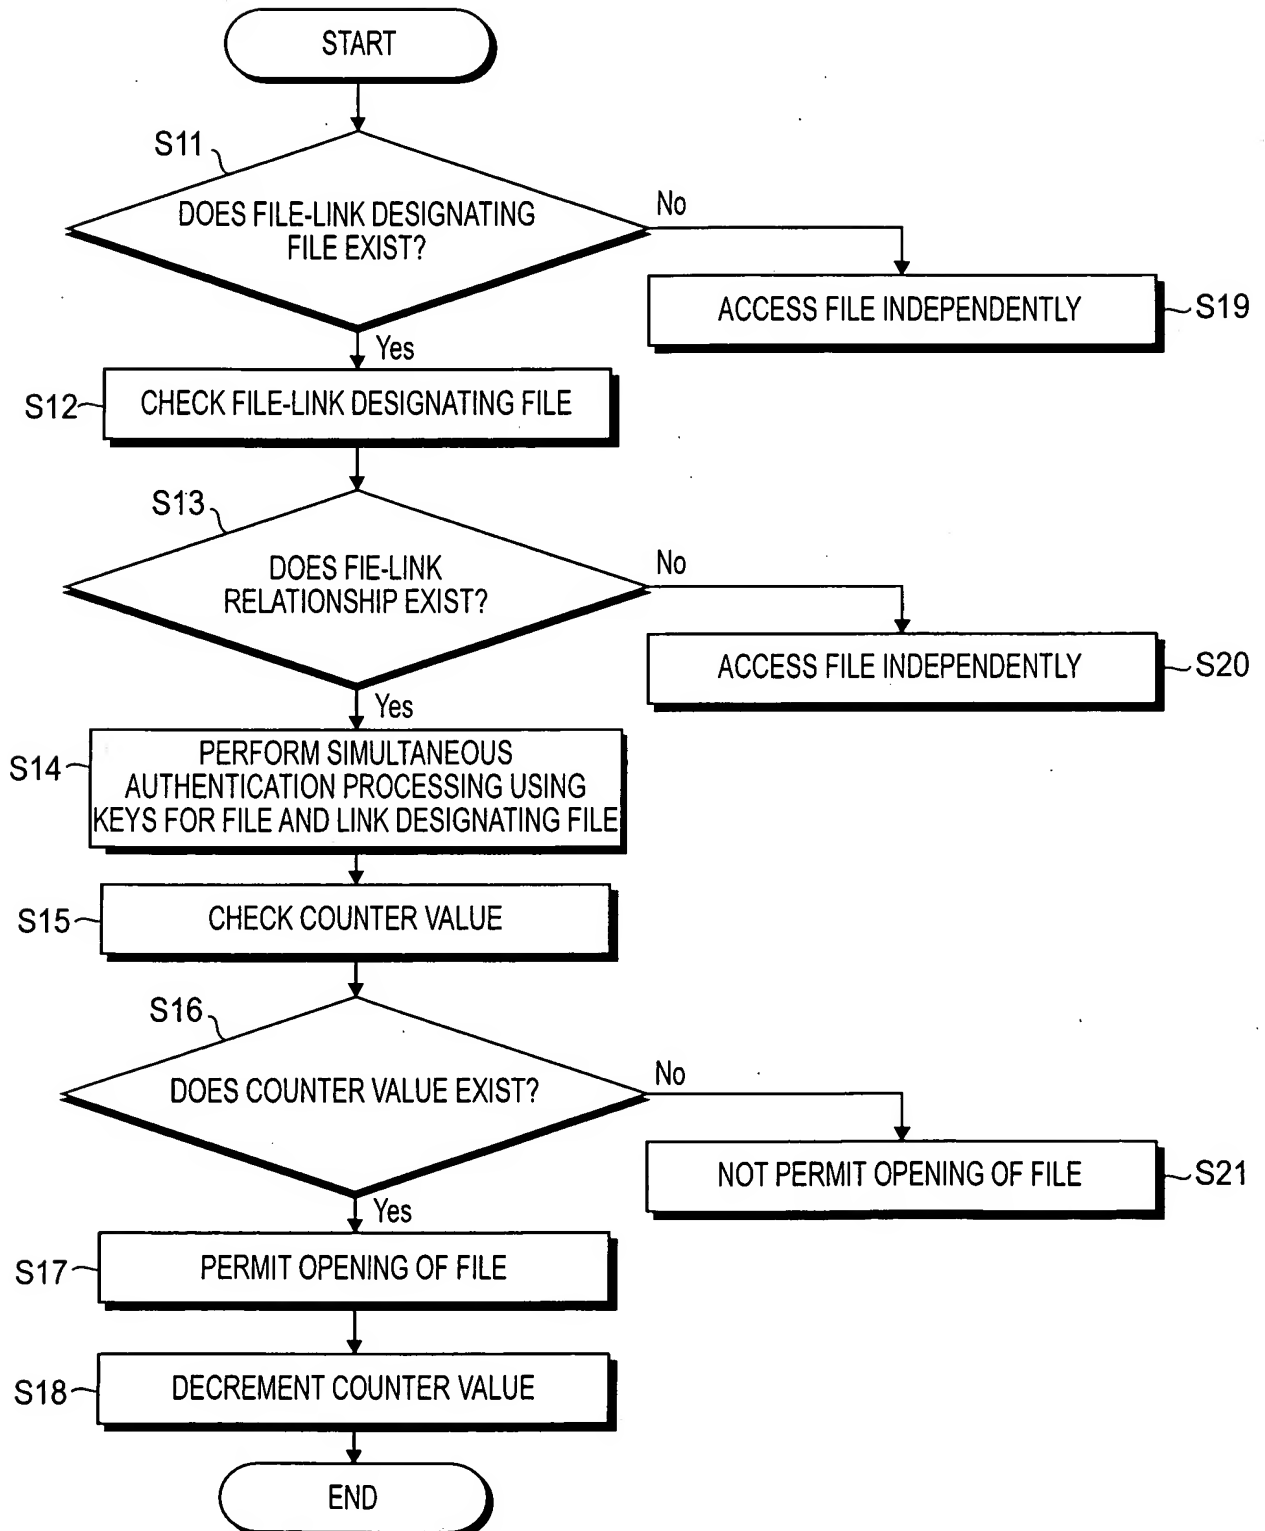 START
S11
DOES FILE-LINK DESIGNATING
FILE EXIST?
No
ACCESS FILE INDEPENDENTLY
S19
Yes
S12
CHECK FILE-LINK DESIGNATING FILE
S13
DOES FIE-LINK
RELATIONSHIP EXIST?
No
ACCESS FILE INDEPENDENTLY
S20
Yes
S14
PERFORM SIMULTANEOUS
AUTHENTICATION PROCESSING USING
KEYS FOR FILE AND LINK DESIGNATING FILE
S15
CHECK COUNTER VALUE
S16
DOES COUNTER VALUE EXIST?
No
NOT PERMIT OPENING OF FILE
S21
Yes
S17
PERMIT OPENING OF FILE
S18
DECREMENT COUNTER VALUE
END